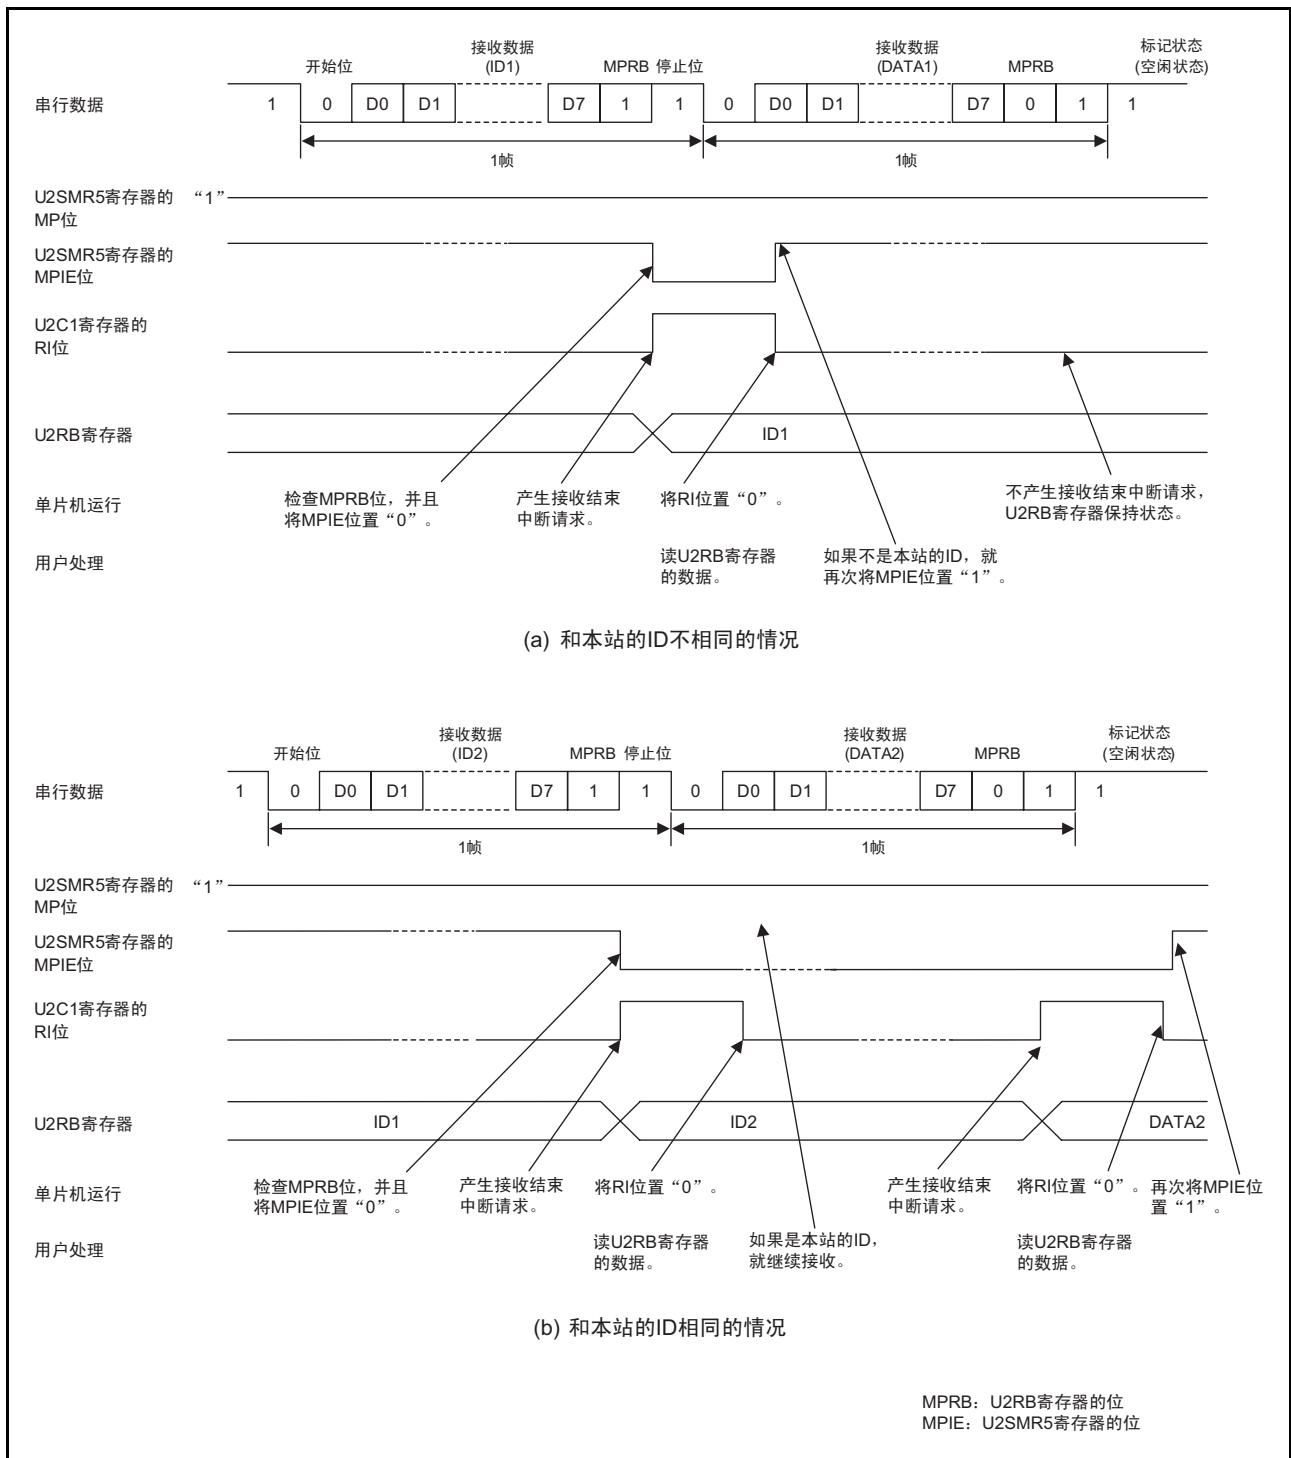 接收数据
(ID1)
接收数据
(DATA1)
标记状态
(空闲状态)
开始位
MPRB 停止位
MPRB
串行数据
1 0 D0 D1 D7 1 1 0 D0 D1 D7 0 1 1
1帧 1帧
U2SMR5寄存器的
MP位
“1”
U2SMR5寄存器的
MPIE位
U2C1寄存器的
RI位
U2RB寄存器
ID1
单片机运行
检查MPRB位，并且
将MPIE位置“0”。
产生接收结束
中断请求。
将RI位置“0”。
不产生接收结束中断请求，
U2RB寄存器保持状态。
用户处理
读U2RB寄存器
的数据。
如果不是本站的ID，就
再次将MPIE位置“1”。
(a) 和本站的ID不相同的情况
接收数据
(ID2)
接收数据
(DATA2)
标记状态
(空闲状态)
开始位
MPRB 停止位
MPRB
串行数据
1 0 D0 D1 D7 1 1 0 D0 D1 D7 0 1 1
1帧 1帧
U2SMR5寄存器的
MP位
“1”
U2SMR5寄存器的
MPIE位
U2C1寄存器的
RI位
U2RB寄存器
ID1 ID2 DATA2
单片机运行
检查MPRB位，并且
将MPIE位置“0”。
产生接收结束
中断请求。
将RI位置“0”。
产生接收结束
中断请求。
将RI位置“0”。
再次将MPIE位
置“1”。
用户处理
读U2RB寄存器
的数据。
如果是本站的ID，
就继续接收。
读U2RB寄存器
的数据。
(b) 和本站的ID相同的情况
MPRB：U2RB寄存器的位
MPIE：U2SMR5寄存器的位